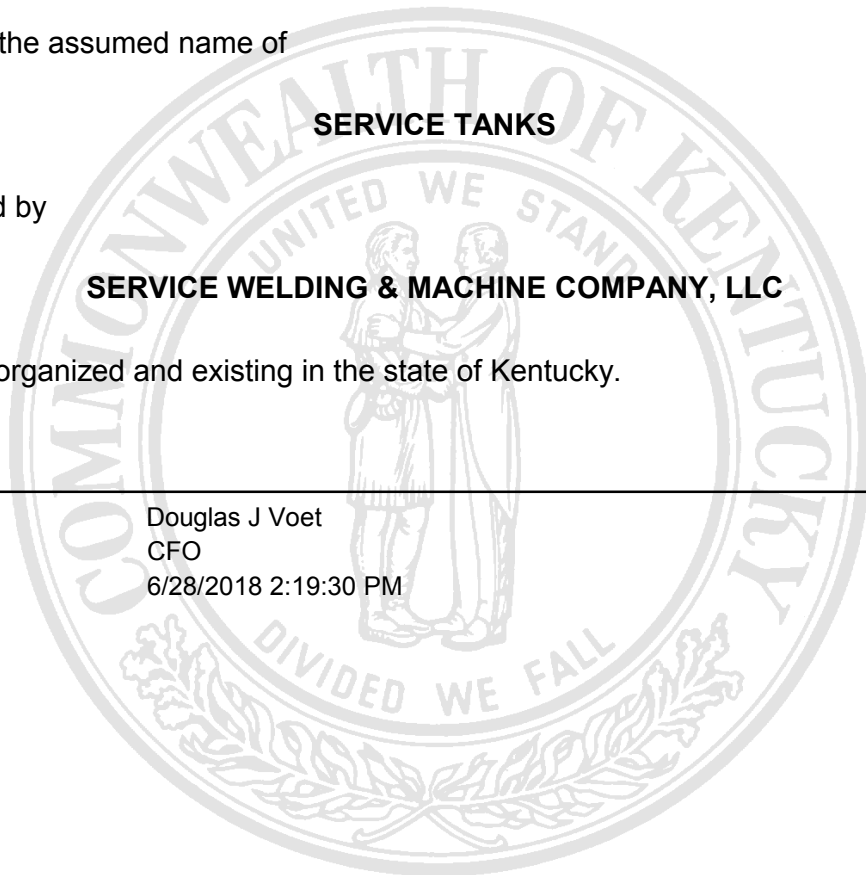 the assumed name of
SERVICE TANKS
d by
SERVICE WELDING & MACHINE COMPANY, LLC
organized and existing in the state of Kentucky.
Douglas J Voet
CFO
6/28/2018 2:19:30 PM
COMMONWEALTH OF KENTUCKY
UNITED WE STAND
DIVIDED WE FALL